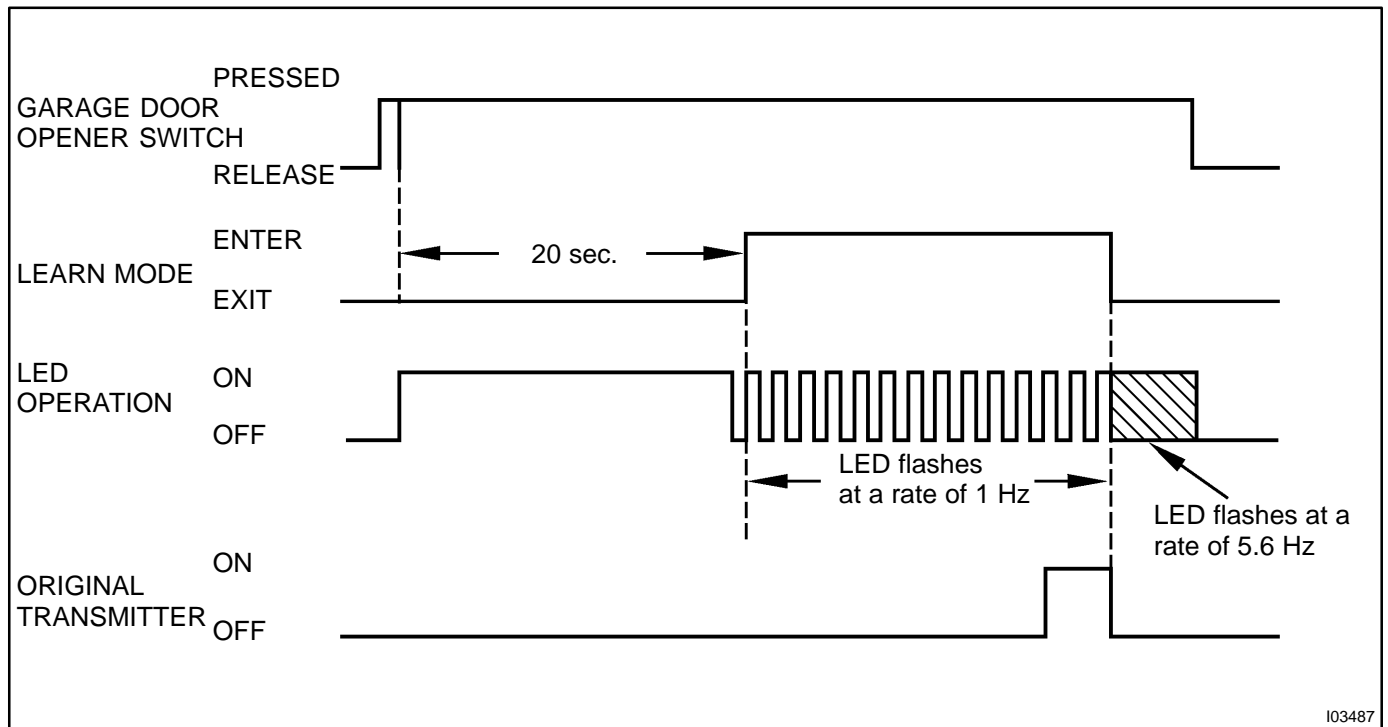 PRESSED
GARAGE DOOR
OPENER SWITCH
RELEASE
ENTER
20 sec.
LEARN MODE
EXIT
LED
OPERATION
ON
OFF
LED flashes
at a rate of 1 Hz
LED flashes at a
rate of 5.6 Hz
ON
ORIGINAL
TRANSMITTER
OFF
I03487